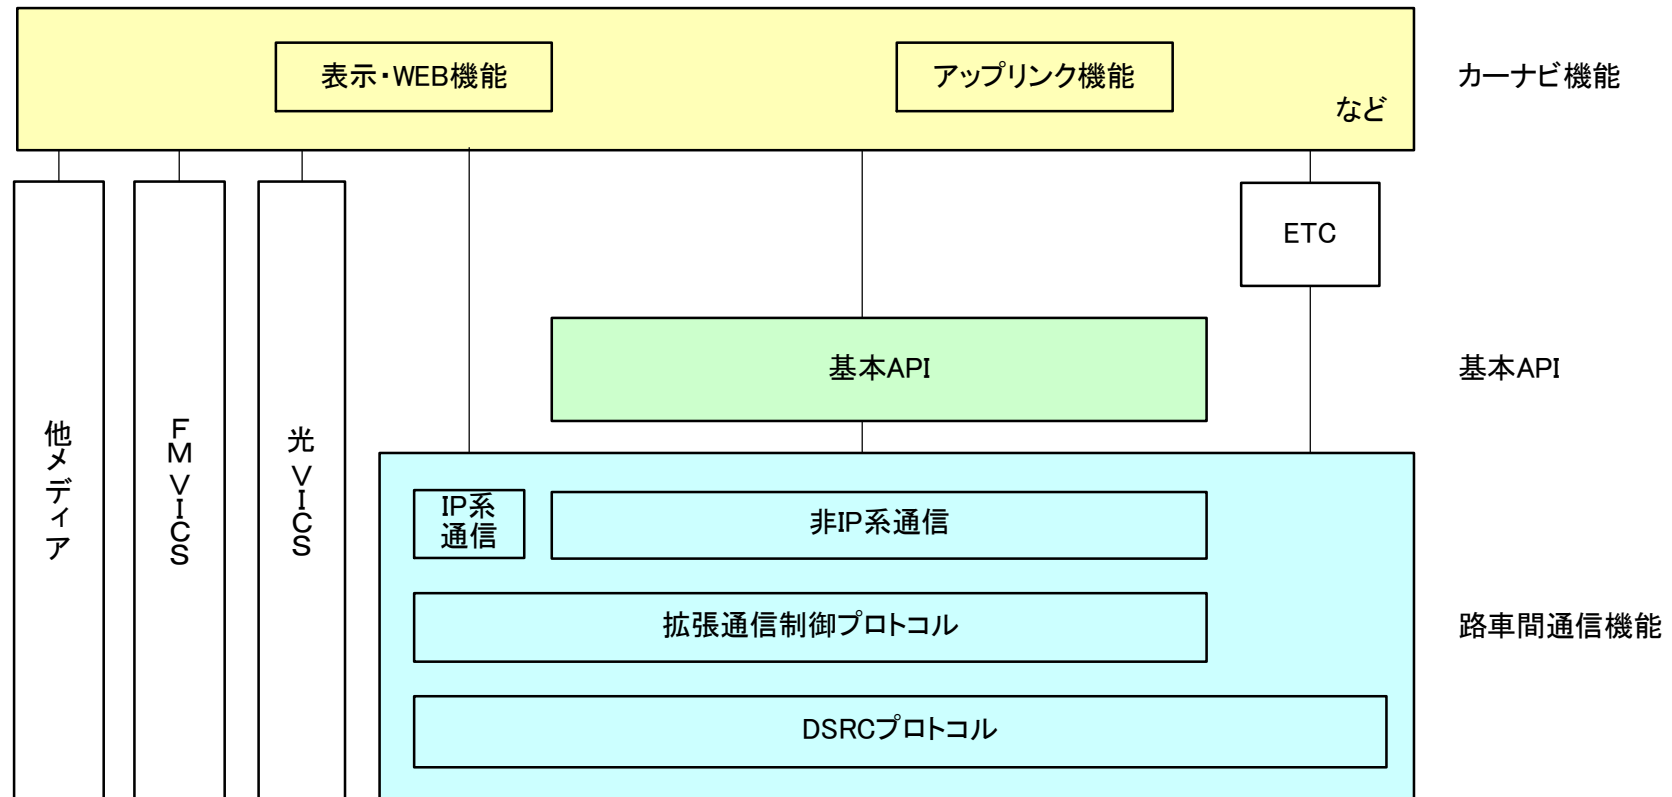 表示・WEB機能
アップリンク機能
など
カーナビ機能
ETC
基本API
基本API
他メディア
FM VICS
光 VICS
IP系
通信
非IP系通信
拡張通信制御プロトコル
路車間通信機能
DSRCプロトコル